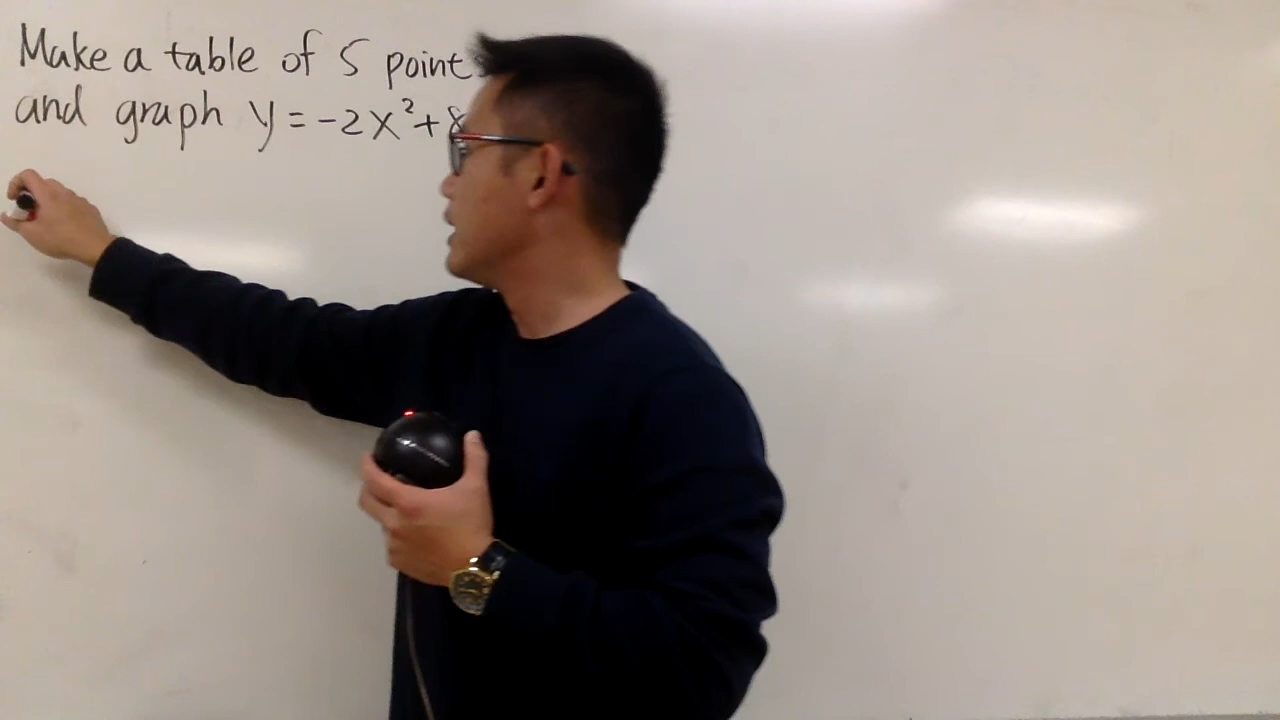 Make a table of 5 point
and graph y = -2x²+8